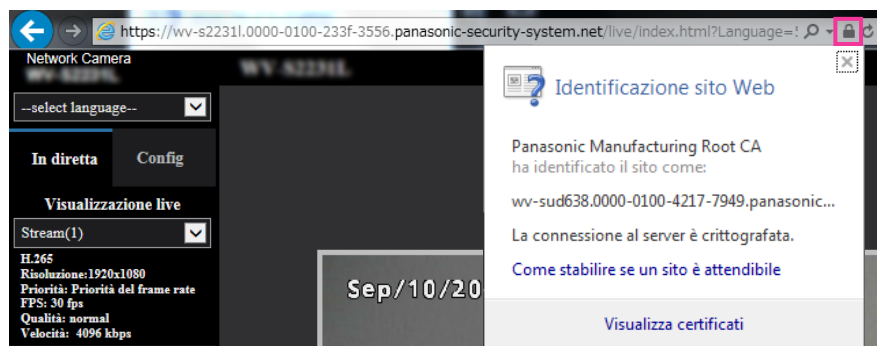 https://wv-s2231l.0000-0100-233f-3556.panasonic-security-system.net/live/index.html?Language=
Network Camera
WV-S2231L
WV-S2231L
--select language--
In diretta Config
Visualizzazione live
Stream(1)
H.265
Risoluzione:1920x1080
Priorità: Priorità del frame rate
FPS: 30 fps
Qualità: normal
Velocità: 4096 kbps
Sep/10/20
Identificazione sito Web
Panasonic Manufacturing Root CA
ha identificato il sito come:
wv-sud638.0000-0100-4217-7949.panasonic...
La connessione al server è crittografata.
Come stabilire se un sito è attendibile
Visualizza certificati